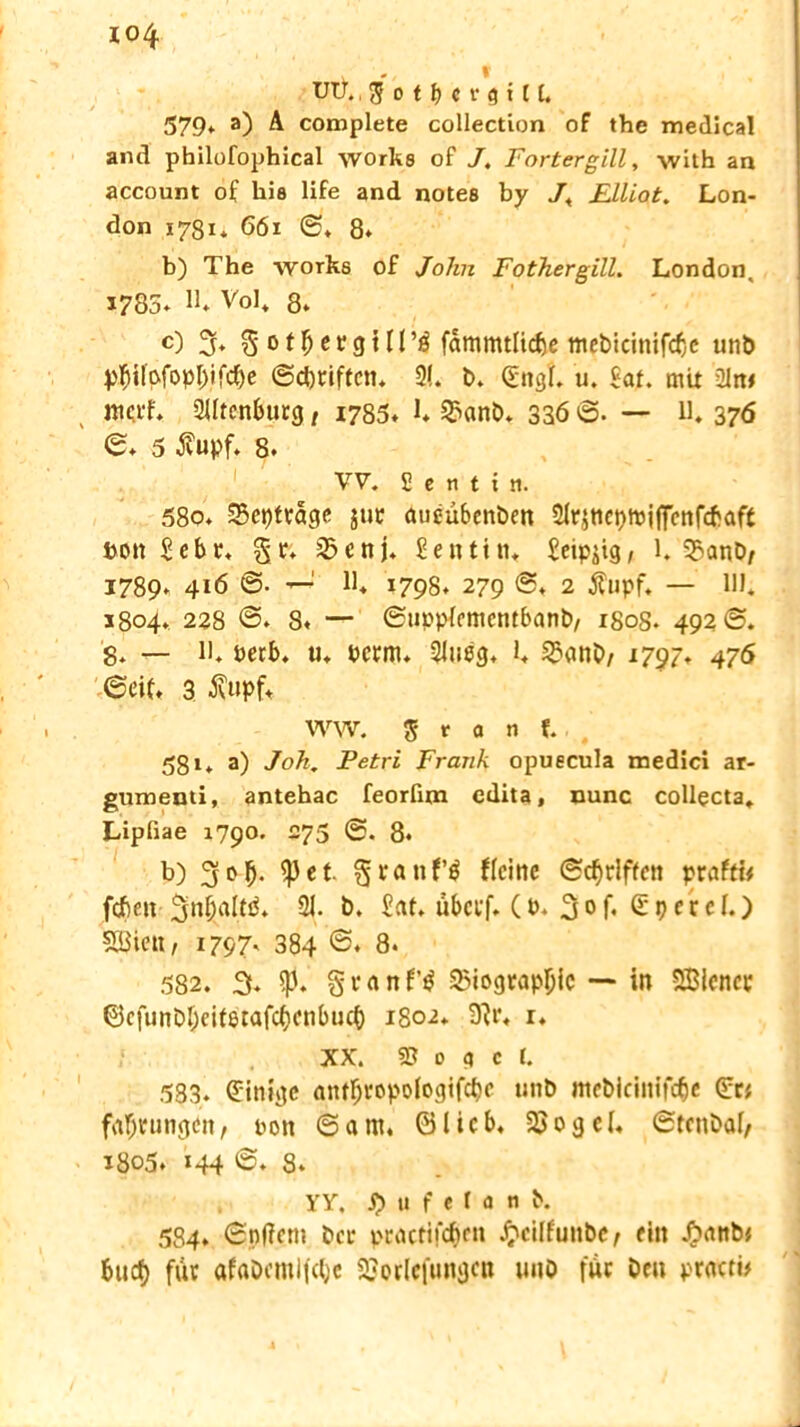 104
UU. Fothergill.
579. a) A complete collection of the medical
and philoſophical works of J. Fortergill, with an
account of his life and notes by J. Elliot. Lon-
don 1781. 661 S. 8.
b) The works of John Fothergill. London.
1783. II. Vol. 8.
c) J. Fothergill’s ſämmtliche mediciniſche und
philoſophiſche Schriften. A. d. Engl. u. Lat. mit An-
merk. Altenburg, 1785. I. Band. 336 S. — II. 376
S. 5 Kupf. 8.
VV. Lentin.
580. Beyträge zur ausübenden Arzneywiſſenſchaft
von Lebr. Fr. Benj. Lentin. Leipzig, I. Band,
1789. 416 S. — II. 1798. 279 S. 2 Kupf. — III.
1804. 228 S. 8. — Supplementband, 1808. 492 S.
8. — II. verb. u. verm. Ausg. I. Band, 1797. 476
Seit. 3 Kupf.
WW. Frank.
581. a) Joh. Petri Frank opuscula medici ar-
gumenti, antehac ſeorſim edita, nunc collecta.
Lipſiae 1790. 275 S. 8.
b) Joh. Pet. Frank’s kleine Schriften prakti-
ſchen Inhalts. A. d. Lat. überſ. (v. Joſ. Eyerel.)
Wien, 1797. 384 S. 8.
582. J. P. Frank’s Biographie — in Wiener
Geſundheitstaſchenbuch 1802. Nr. 1.
XX. Vogel.
583. Einige anthropologiſche und mediciniſche Er-
fahrungen, von Sam. Glieb. Vogel. Stendal,
1805. 144 S. 8.
YY. Hufeland.
584. Syſtem der practiſchen Heilkunde, ein Hand-
buch für akademiſche Vorleſungen und für den practi-